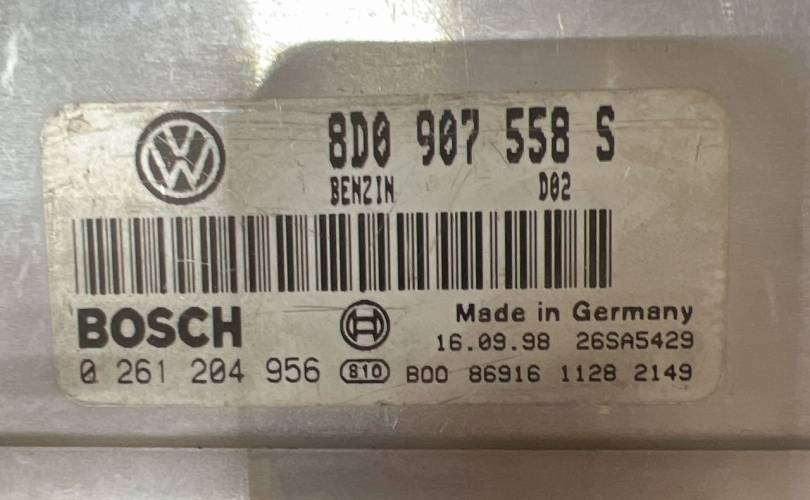 8D0 907 558 S
BENZIN D02
BOSCH
Made in Germany
16.09.98 26SA5429
0 261 204 956 810 B00 86916 1128 2149